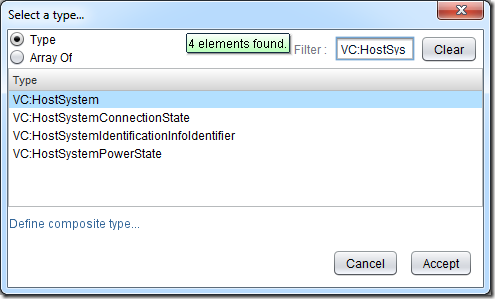 Select a type...
Type
Array Of
4 elements found.
Filter :
VC:HostSys
Clear
Type
VC:HostSystem
VC:HostSystemConnectionState
VC:HostSystemIdentificationInfoIdentifier
VC:HostSystemPowerState
Define composite type...
Cancel
Accept